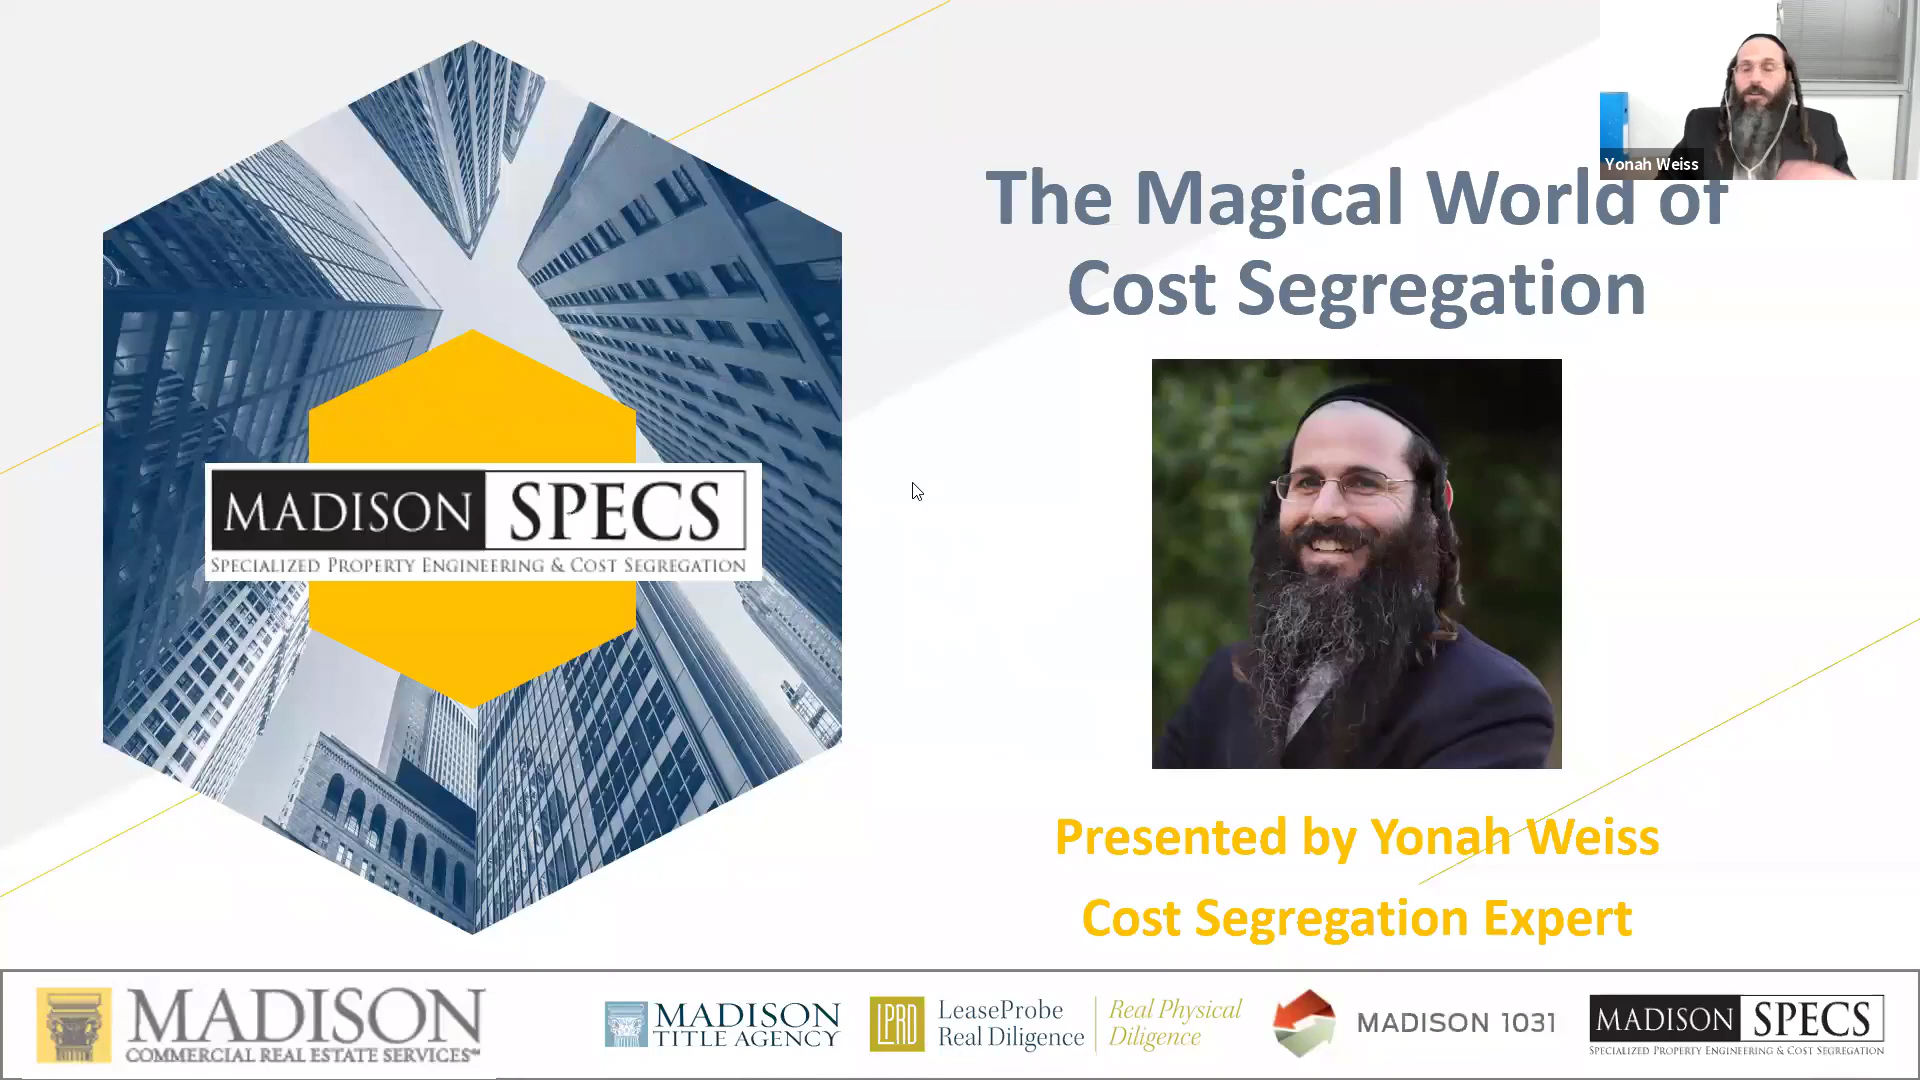 Yonah Weiss
The Magical World of
Cost Segregation
MADISON SPECS
SPECIALIZED PROPERTY ENGINEERING & COST SEGREGATION
Presented by Yonah Weiss
Cost Segregation Expert
MADISON
COMMERCIAL REAL ESTATE SERVICES℠
MADISON
TITLE AGENCY
LPRD
LeaseProbe
Real Diligence
Real Physical
Diligence
MADISON 1031
MADISON SPECS
SPECIALIZED PROPERTY ENGINEERING & COST SEGREGATION